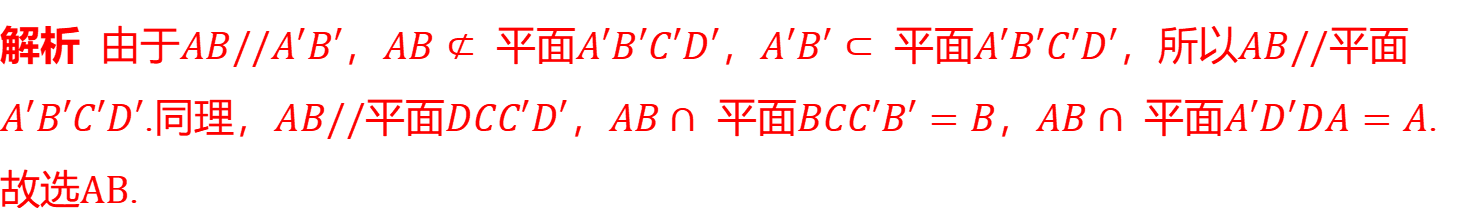 解析 由于AB//A′B′，AB ⊄ 平面A′B′C′D′，A′B′ ⊂ 平面A′B′C′D′，所以AB//平面
A′B′C′D′.同理，AB//平面DCC′D′，AB ∩ 平面BCC′B′ = B，AB ∩ 平面A′D′DA = A.
故选AB.